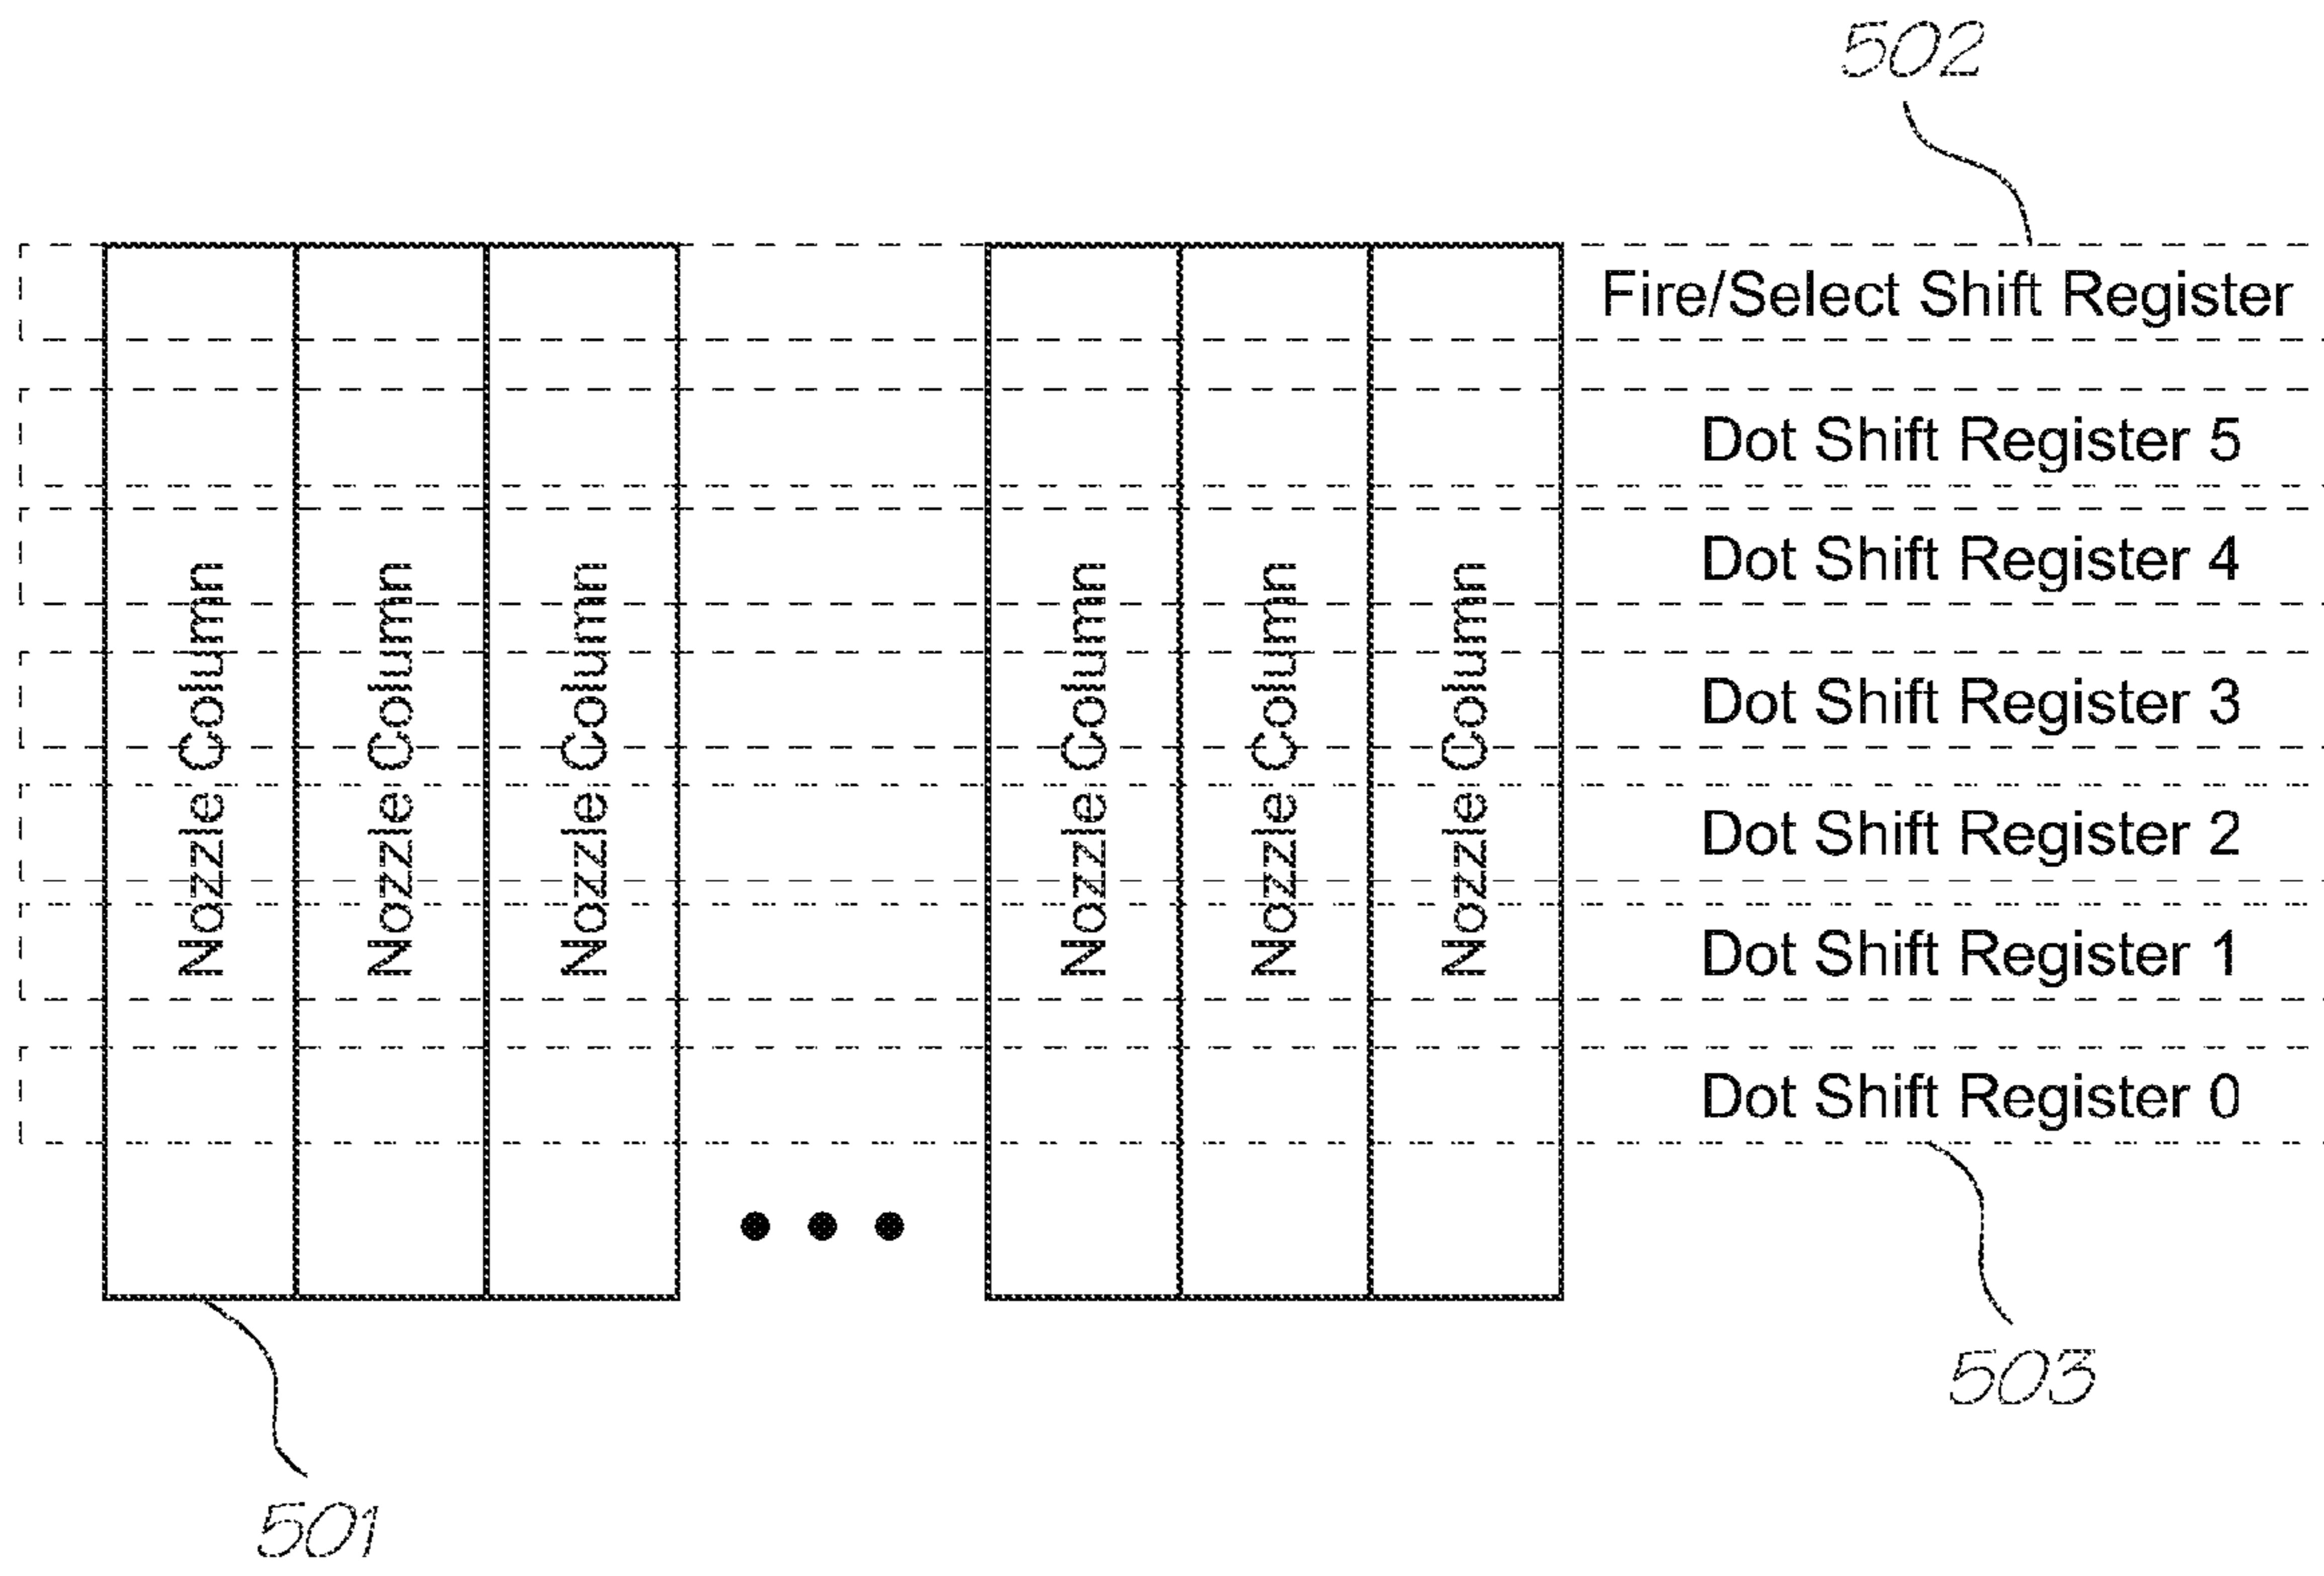 502
Fire/Select Shift Register
Dot Shift Register 5
Dot Shift Register 4
Dot Shift Register 3
Dot Shift Register 2
Dot Shift Register 1
Dot Shift Register 0
Nozzle Column
Nozzle Column
Nozzle Column
Nozzle Column
Nozzle Column
Nozzle Column
503
501